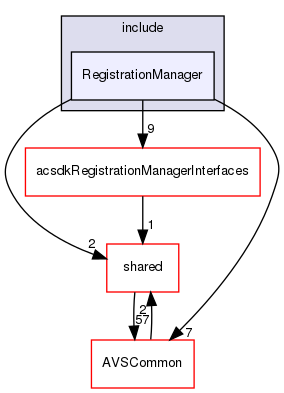 include
RegistrationManager
9
acsdkRegistrationManagerInterfaces
1
2
shared
2
57
7
AVSCommon